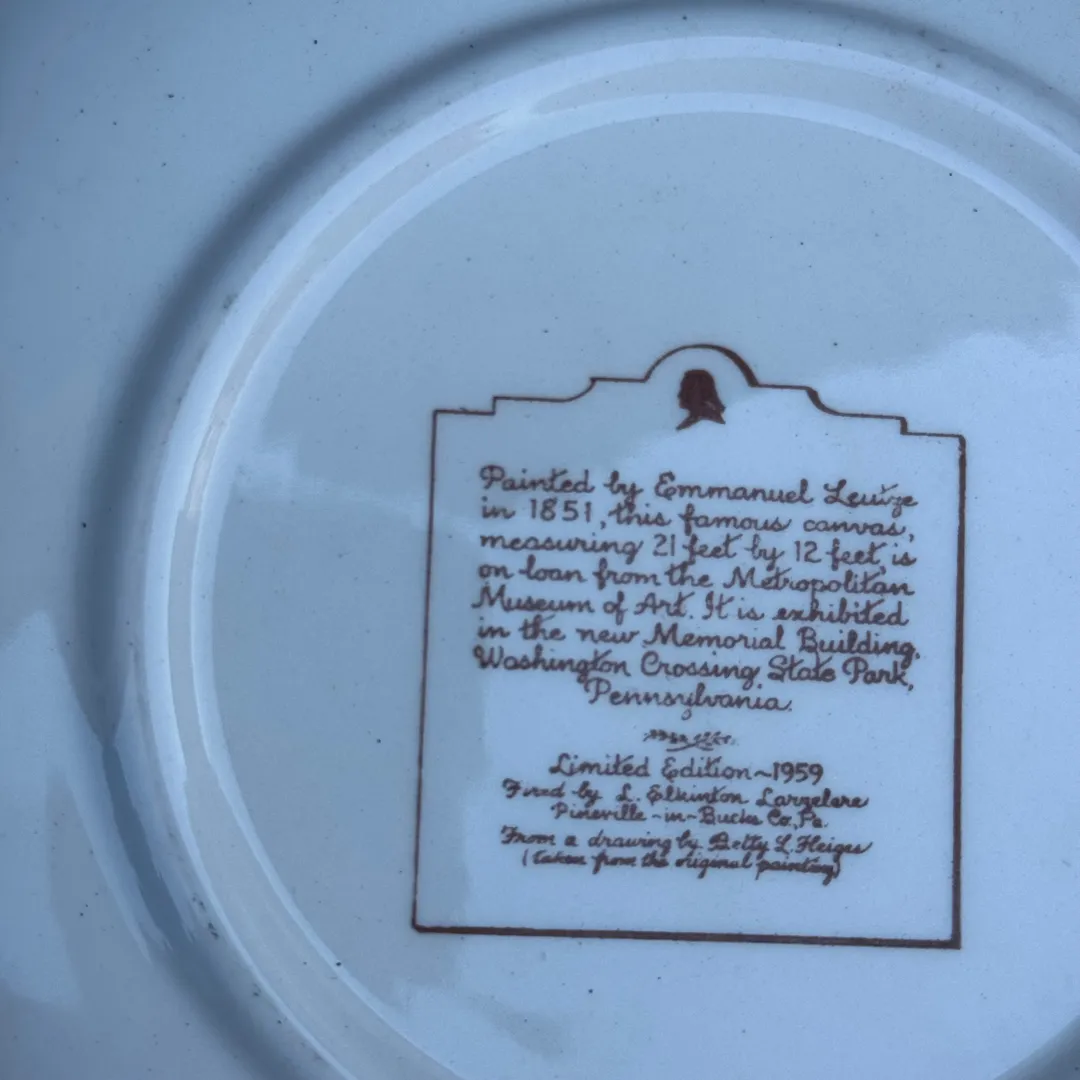 Painted by Emmanuel Leutze
in 1851, this famous canvas,
measuring 21 feet by 12 feet, is
on loan from the Metropolitan
Museum of Art. It is exhibited
in the new Memorial Building,
Washington Crossing State Park,
Pennsylvania.
Limited Edition~1959
Fired by L. Elkinton Larzelere
Pineville-in-Bucks Co., Pa.
From a drawing by Betty L.
(taken from the original painting)